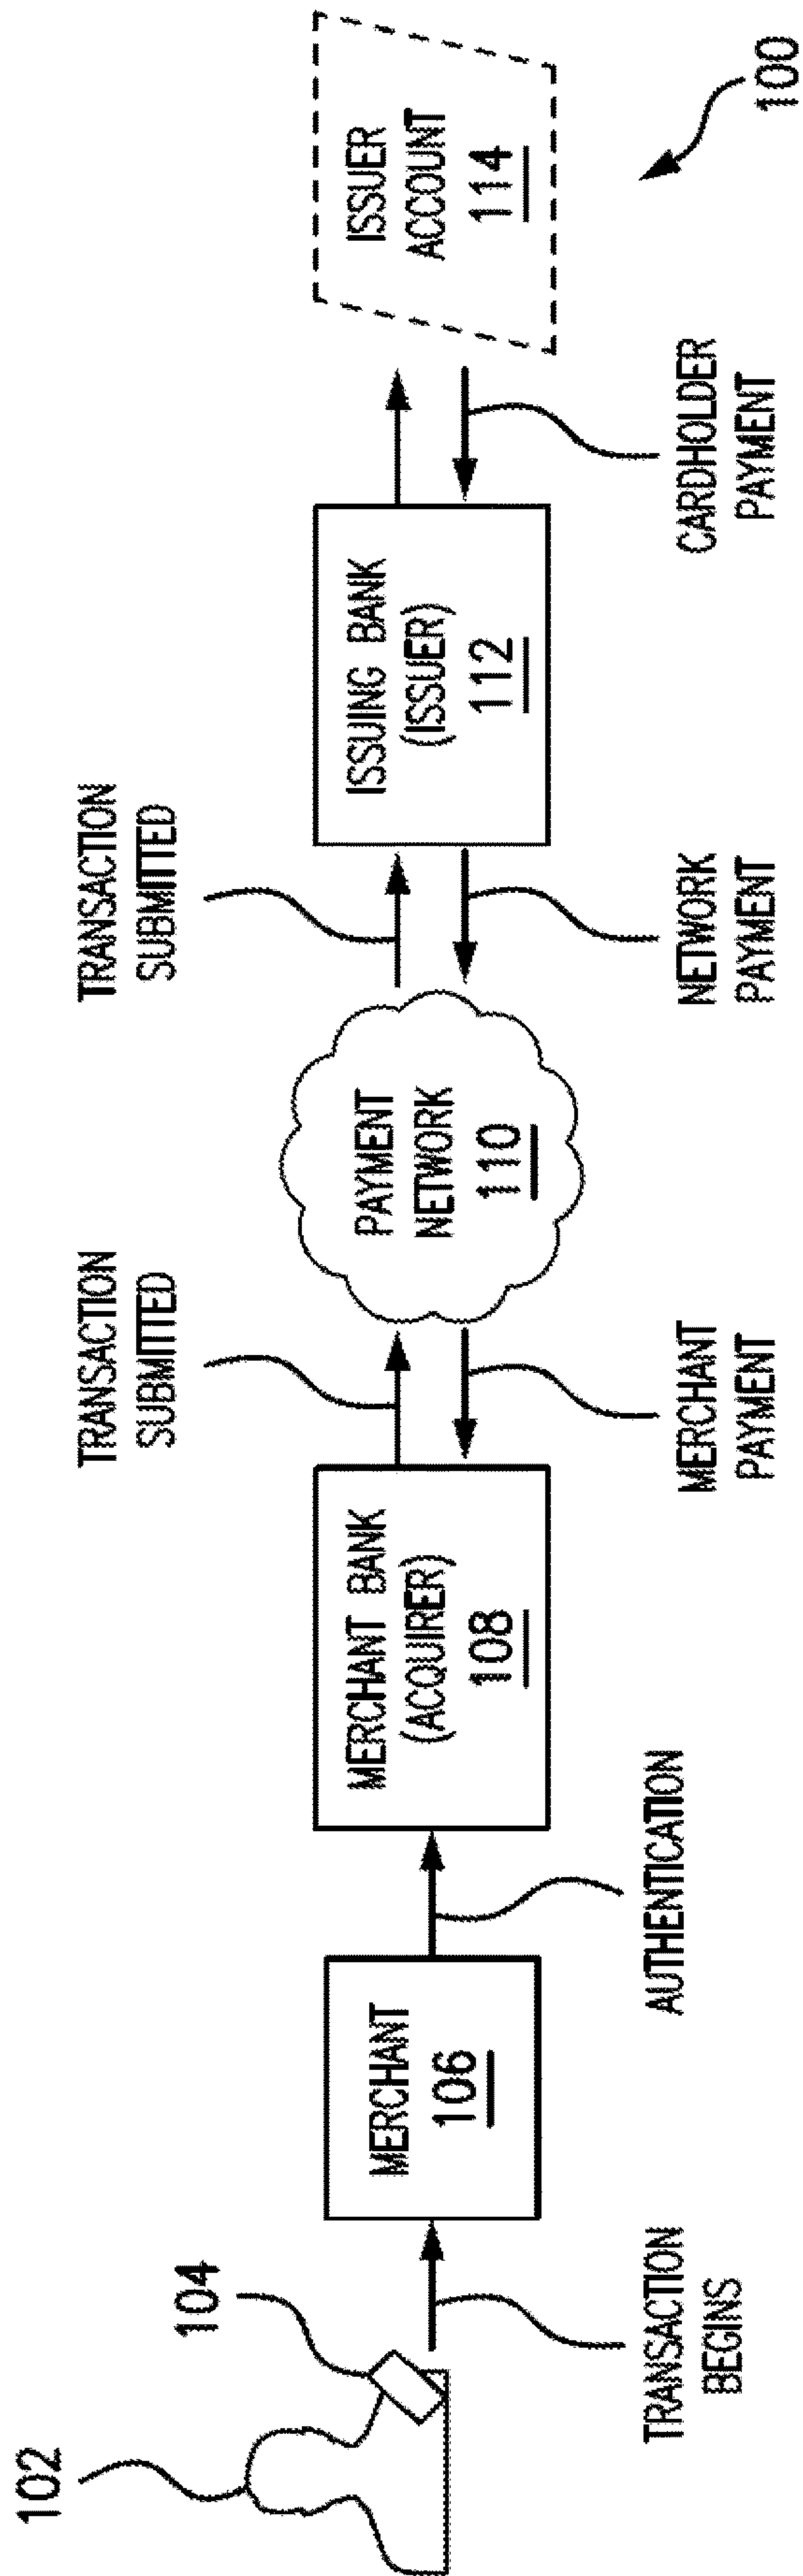 102
104
TRANSACTION
BEGINS
MERCHANT
106
AUTHENTICATION
MERCHANT BANK
(ACQUIRER)
108
TRANSACTION
SUBMITTED
MERCHANT
PAYMENT
PAYMENT
NETWORK
110
TRANSACTION
SUBMITTED
NETWORK
PAYMENT
ISSUING BANK
(ISSUER)
112
CARDHOLDER
PAYMENT
ISSUER
ACCOUNT
114
100